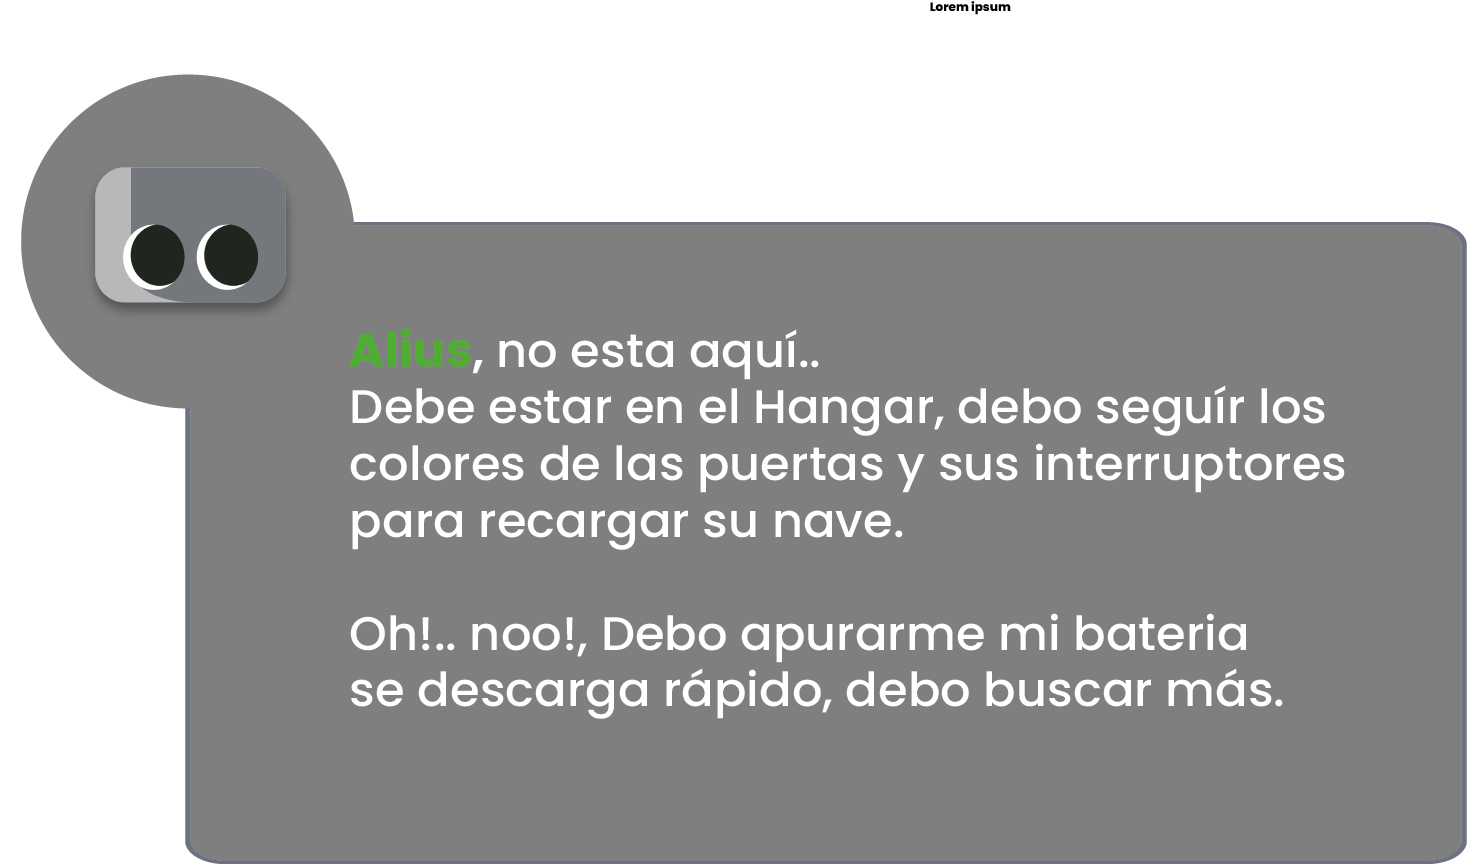 Lorem ipsum
Alius, no esta aquí..
Debe estar en el Hangar, debo seguír los
colores de las puertas y sus interruptores
para recargar su nave.
Oh!.. noo!, Debo apurarme mi bateria
se descarga rápido, debo buscar más.